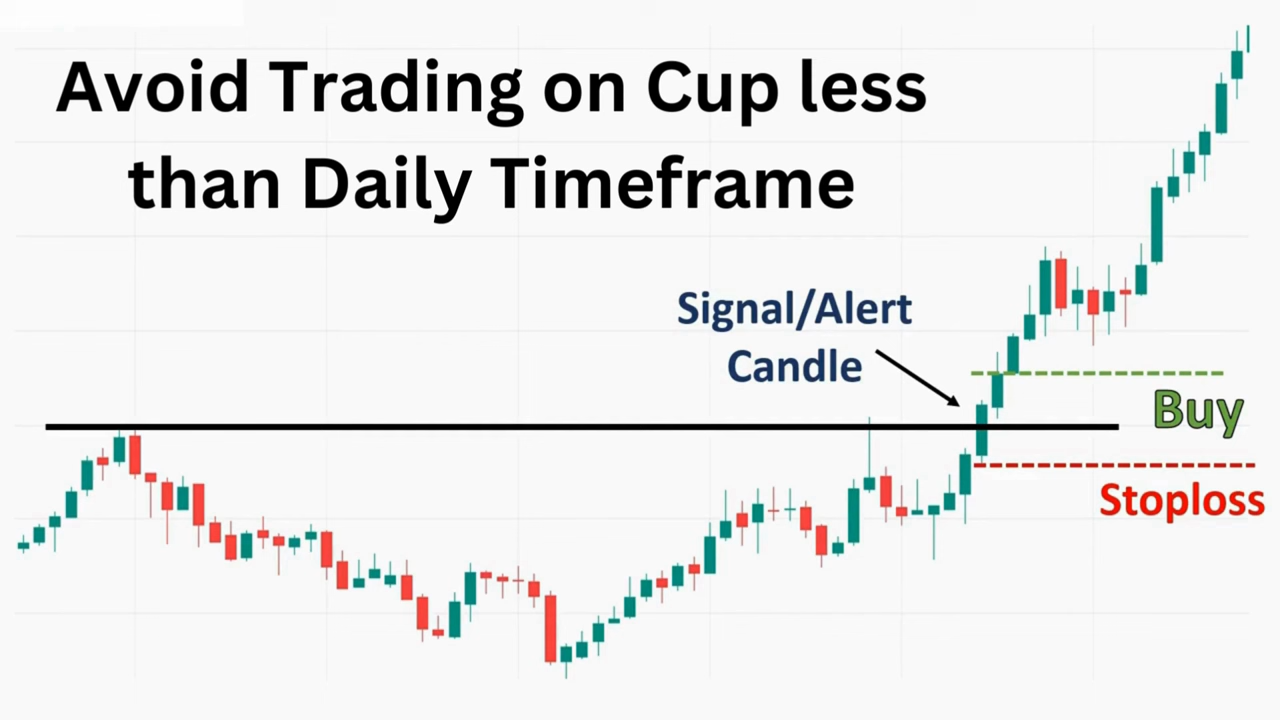 Avoid Trading on Cup less
than Daily Timeframe
Signal/Alert
Candle
Buy
Stoploss